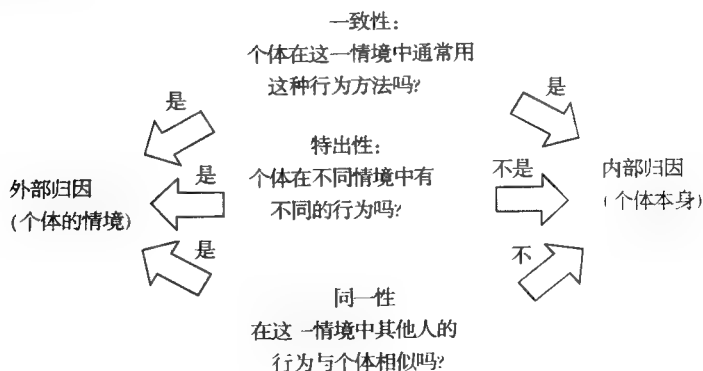 一致性：
个体在这一情境中通常用
这种行为方法吗？
是
是
特出性：
个体在不同情境中有
不同的行为吗？
是
不是
外部归因
(个体的情境)
内部归因
(个体本身)
是
不
同一性
在这一情境中其他人的
行为与个体相似吗？